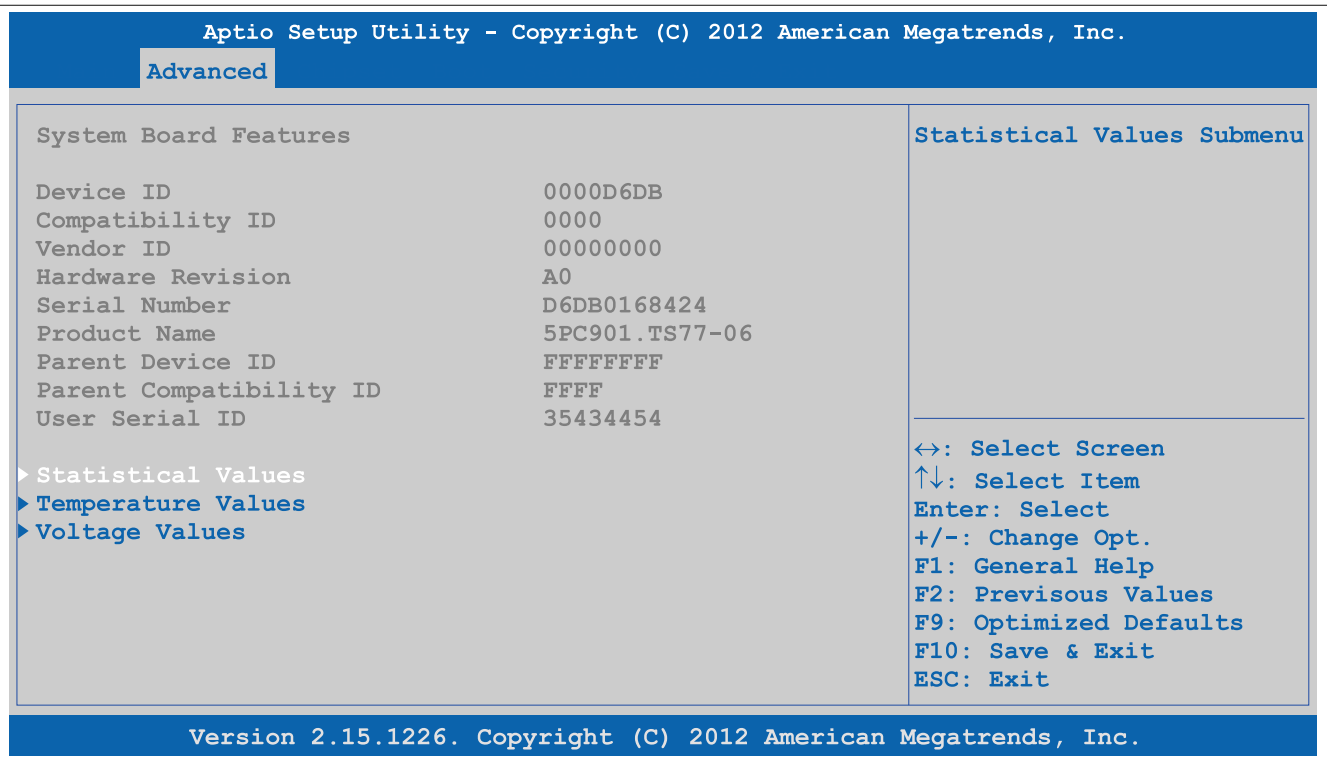 Aptio Setup Utility - Copyright (C) 2012 American Megatrends, Inc.
Advanced
System Board Features
Device ID 0000D6DB
Compatibility ID 0000
Vendor ID 00000000
Hardware Revision A0
Serial Number D6DB0168424
Product Name 5PC901.TS77-06
Parent Device ID FFFFFFFF
Parent Compatibility ID FFFF
User Serial ID 35434454
▶ Statistical Values
▶ Temperature Values
▶ Voltage Values
Statistical Values Submenu
↔: Select Screen
↑↓: Select Item
Enter: Select
+/-: Change Opt.
F1: General Help
F2: Previsous Values
F9: Optimized Defaults
F10: Save & Exit
ESC: Exit
Version 2.15.1226. Copyright (C) 2012 American Megatrends, Inc.